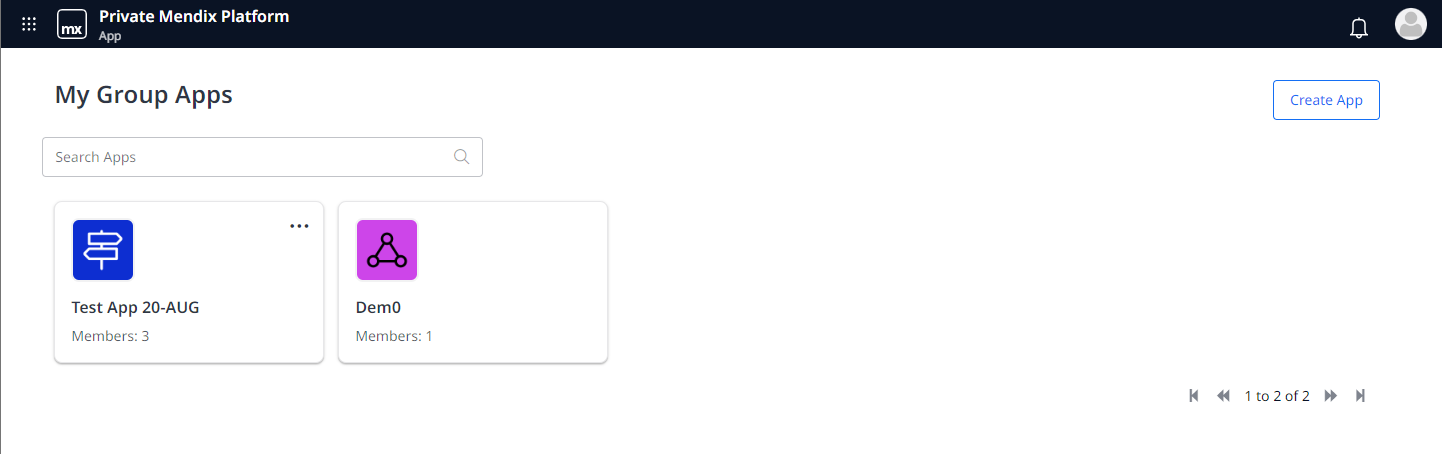 mx
Private Mendix Platform
App
My Group Apps
Create App
Search Apps
Test App 20-AUG
Members: 3
Dem0
Members: 1
1 to 2 of 2